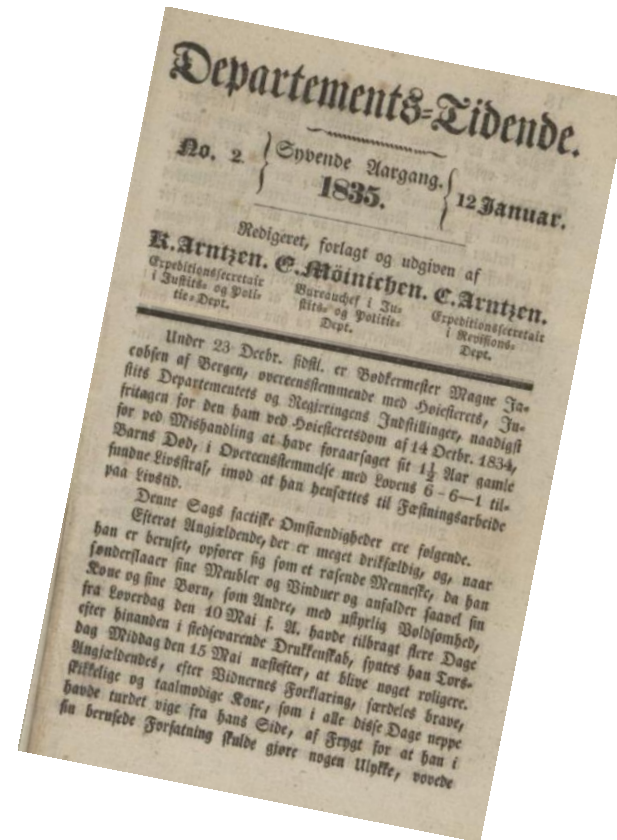 Departements-Tidende.
No. 2 Syvende Aargang. 1835. 12 Januar.
Redigeret, forlagt og udgiven af
K. Arntzen. E. Möinichen. C. Arntzen.
Expeditionssecretair Bureauchef i Ju- Expeditionssecretair
i Justits- og Poli- stits- og Politie- i Revisions-
tie-Dept. Dept. Dept.
Under 23 Decbr. sidstl. er Bødkermester Magne Ja-
cobsen af Bergen, overeensstemmende med Høiesterets, Ju-
stits Departementets og Regjeringens Indstillinger, naadigst
fritagen for den ham ved Høiesteretsdom af 14 Octbr. 1834,
for ved Mishandling at have foraarsaget sit 1½ Aar gamle
Barns Død, i Overeensstemmelse med Lovens 6-6-1 til-
fundne Livsstraf, imod at han hensættes til Fæstningsarbeide
paa Livstid.
Denne Sags factiske Omstændigheder ere følgende.
Efterat Angjældende, der er meget drikfældig, og, naar
han er beruset, opfører sig som et rasende Menneske, da han
sønderslaaer sine Meubler og Vinduer og anfalder saavel sin
Kone og sine Børn, som Andre, med ustyrlig Voldsomhed,
fra Løverdag den 10 Mai f. A. havde tilbragt flere Dage
efter hinanden i stedsevarende Drukkenskab, syntes han Tors-
dag Middag den 15 Mai næstefter, at blive noget roligere.
Angjældendes, efter Vidnernes Forklaring, særdeles brave,
skikkelige og taalmodige Kone, som i alle disse Dage neppe
havde turdet vige fra hans Side, af Frygt for at han i
sin berusede Forfatning skulde gjøre nogen Ulykke, vovede